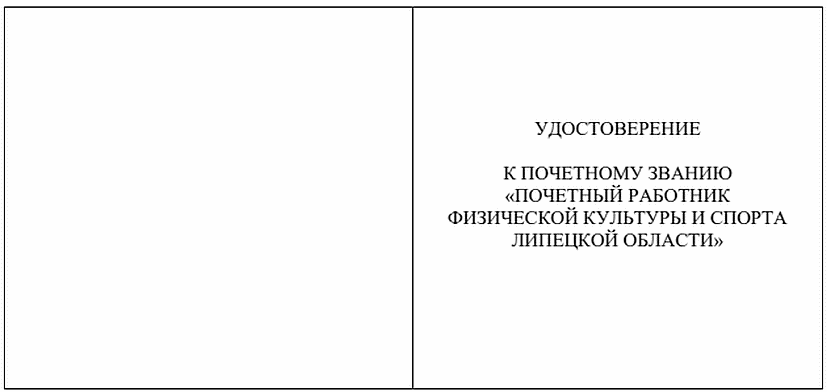 УДОСТОВЕРЕНИЕ
К ПОЧЕТНОМУ ЗВАНИЮ
«ПОЧЕТНЫЙ РАБОТНИК
ФИЗИЧЕСКОЙ КУЛЬТУРЫ И СПОРТА
ЛИПЕЦКОЙ ОБЛАСТИ»